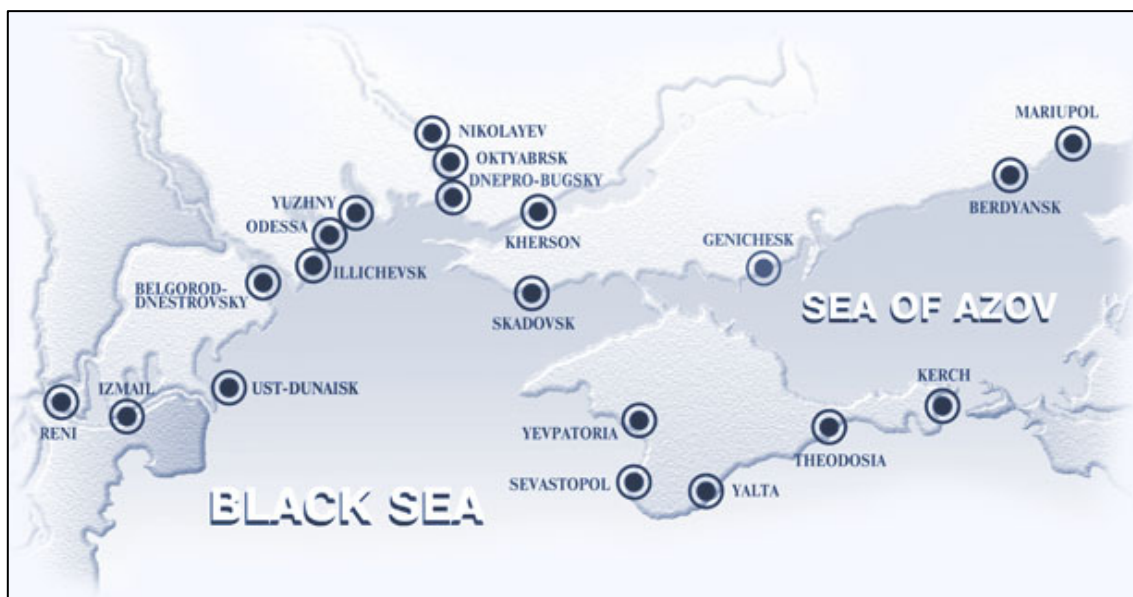 MARIUPOL
NIKOLAYEV
OKTYABRSK
DNEPRO-BUGSKY
YUZHNY
ODESSA
BERDYANSK
KHERSON
GENICHESK
ILLICHEVSK
BELGOROD-
DNESTROVSKY
SKADOVSK
SEA OF AZOV
KERCH
IZMAIL
UST-DUNAISK
RENI
YEVPATORIA
THEODOSIA
SEVASTOPOL
YALTA
BLACK SEA